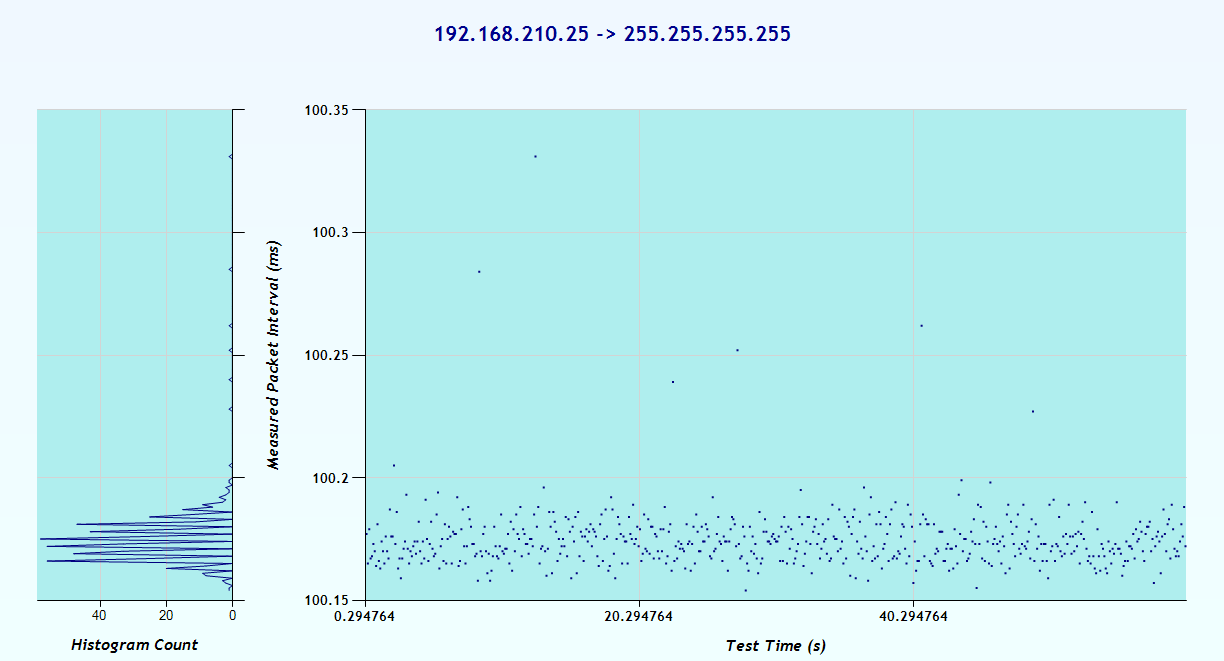 192.168.210.25 -> 255.255.255.255
100.35
100.3
100.25
100.2
100.15
Measured Packet Interval (ms)
40 20 0
0.294764 20.294764 40.294764
Histogram Count
Test Time (s)